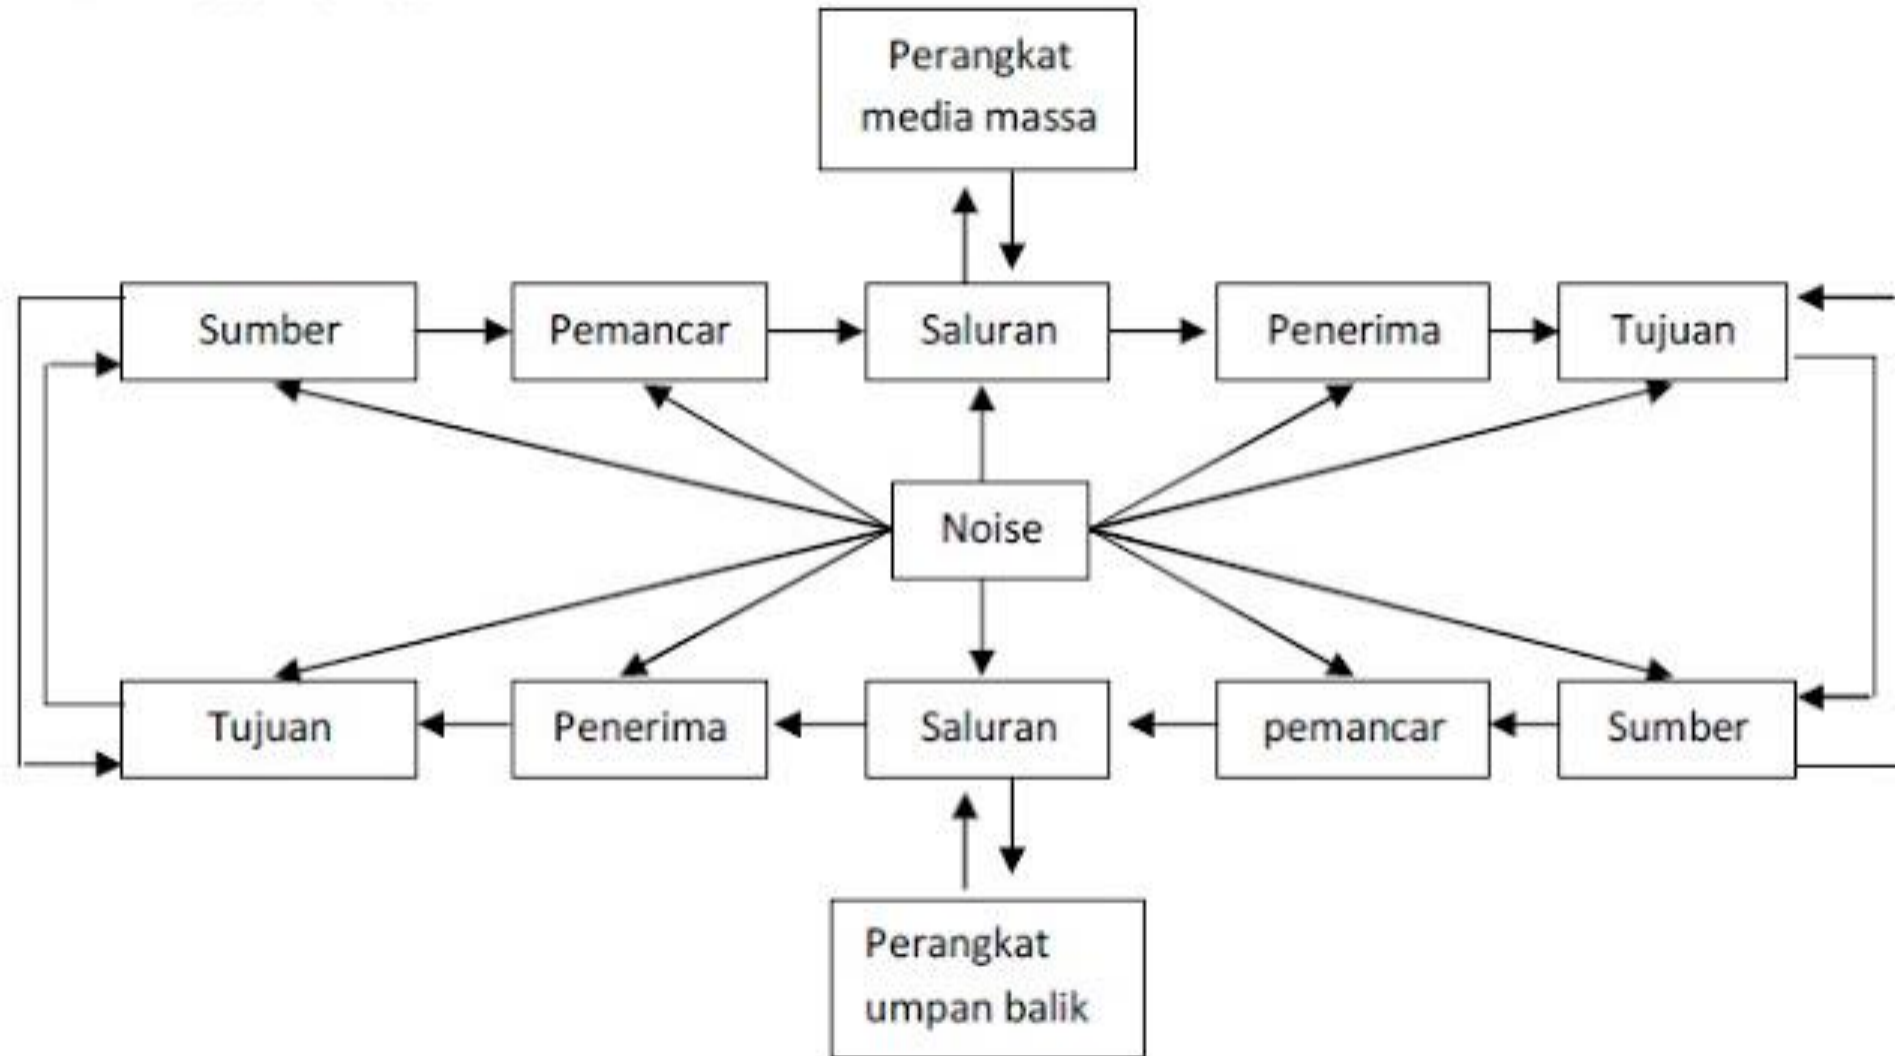 Perangkat
media massa
Sumber
Pemancar
Saluran
Penerima
Tujuan
Noise
Tujuan
Penerima
Saluran
pemancar
Sumber
Perangkat
umpan balik